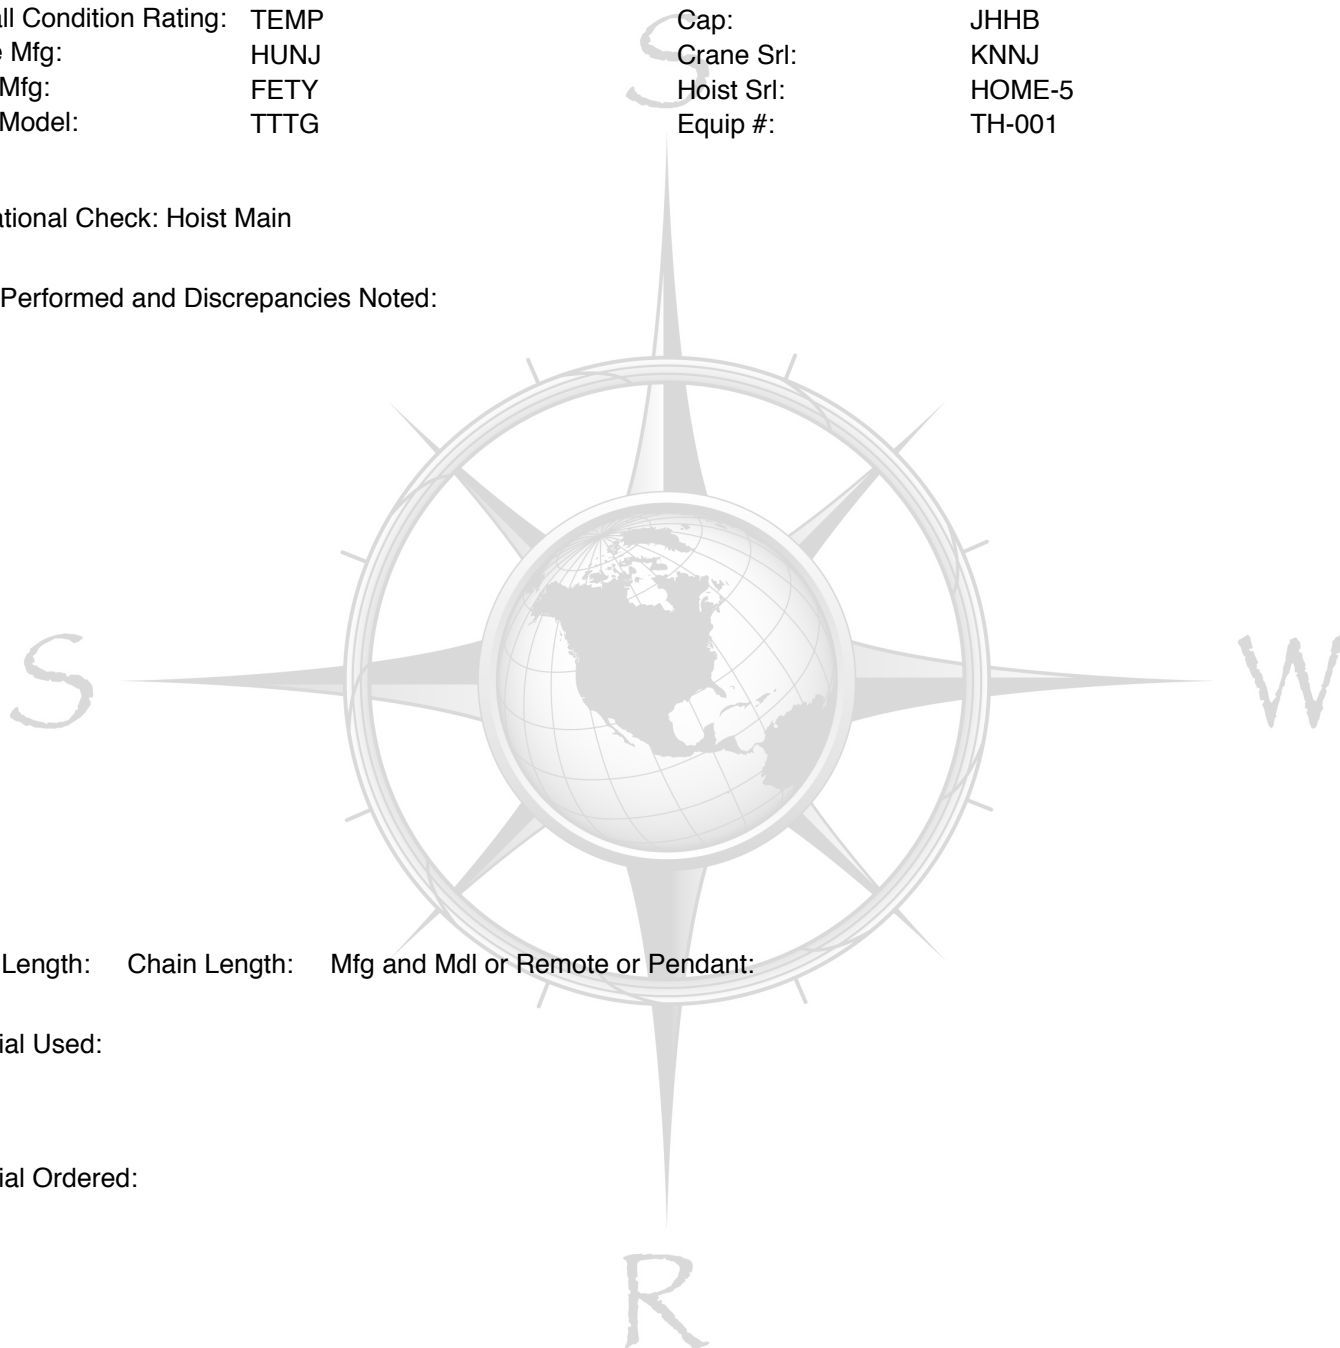 all Condition Rating: TEMP Cap: JHHB
e Mfg: HUNJ Crane Srl: KNNJ
Mfg: FETY Hoist Srl: HOME-5
Model: TTTG Equip #: TH-001
ational Check: Hoist Main
Performed and Discrepancies Noted:
Length: Chain Length: Mfg and Mdl or Remote or Pendant:
ial Used:
ial Ordered:
S
S
W
R